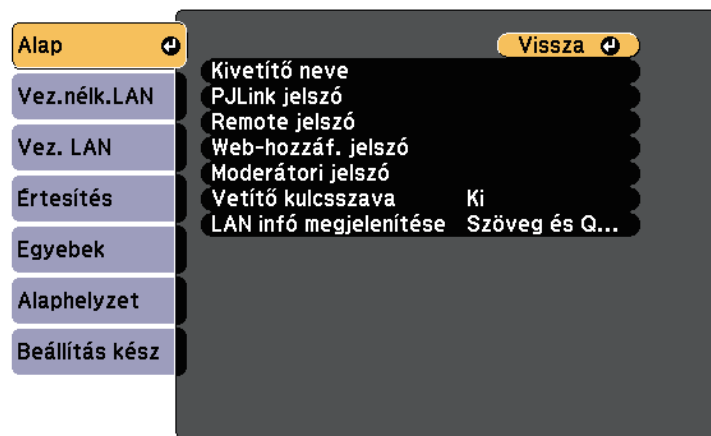 Alap
Vez.nélk.LAN
Vez. LAN
Értesítés
Egyebek
Alaphelyzet
Beállítás kész
Vissza
Kivetítő neve
PJLink jelszó
Remote jelszó
Web-hozzáf. jelszó
Moderátori jelszó
Vetítő kulcsszava Ki
LAN infó megjelenítése Szöveg és Q...